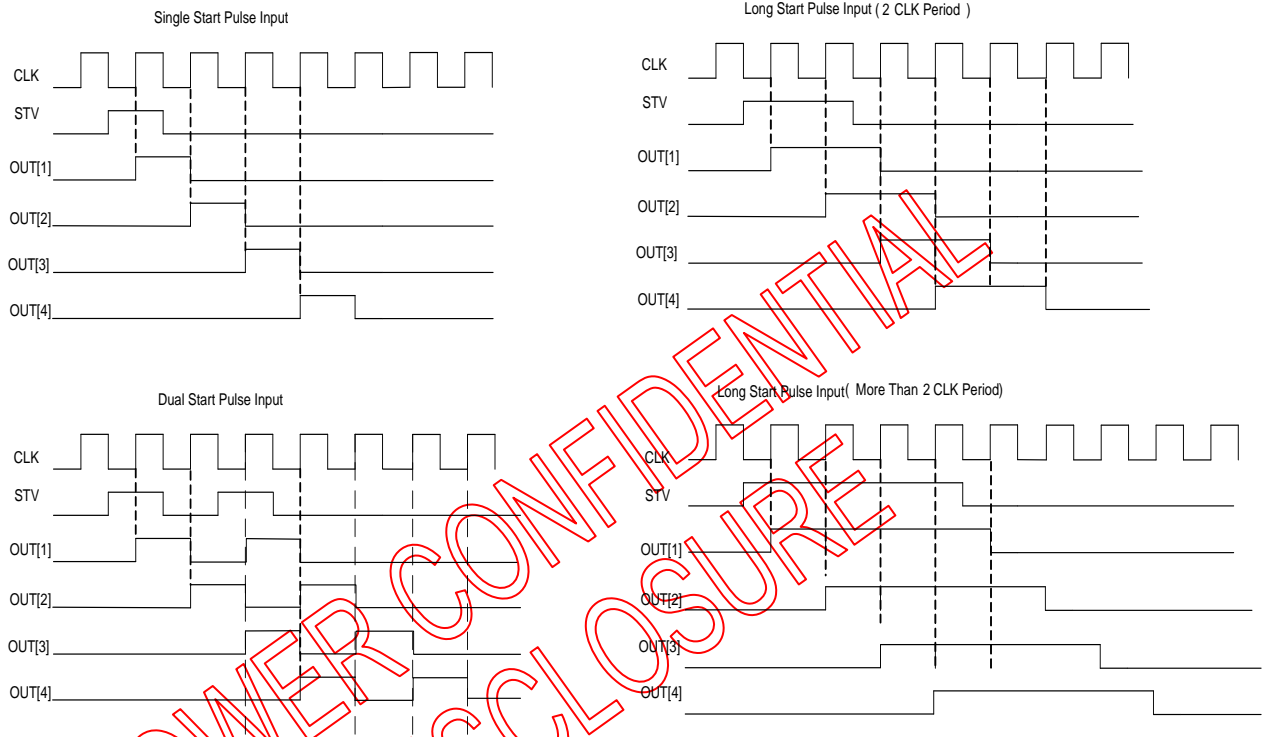 Single Start Pulse Input
CLK
STV
OUT[1]
OUT[2]
OUT[3]
OUT[4]
Long Start Pulse Input ( 2 CLK Period )
CLK
STV
OUT[1]
OUT[2]
OUT[3]
OUT[4]
Dual Start Pulse Input
CLK
STV
OUT[1]
OUT[2]
OUT[3]
OUT[4]
Long Start Pulse Input( More Than 2 CLK Period)
CLK
STV
OUT[1]
OUT[2]
OUT[3]
OUT[4]
CONFIDENTIAL